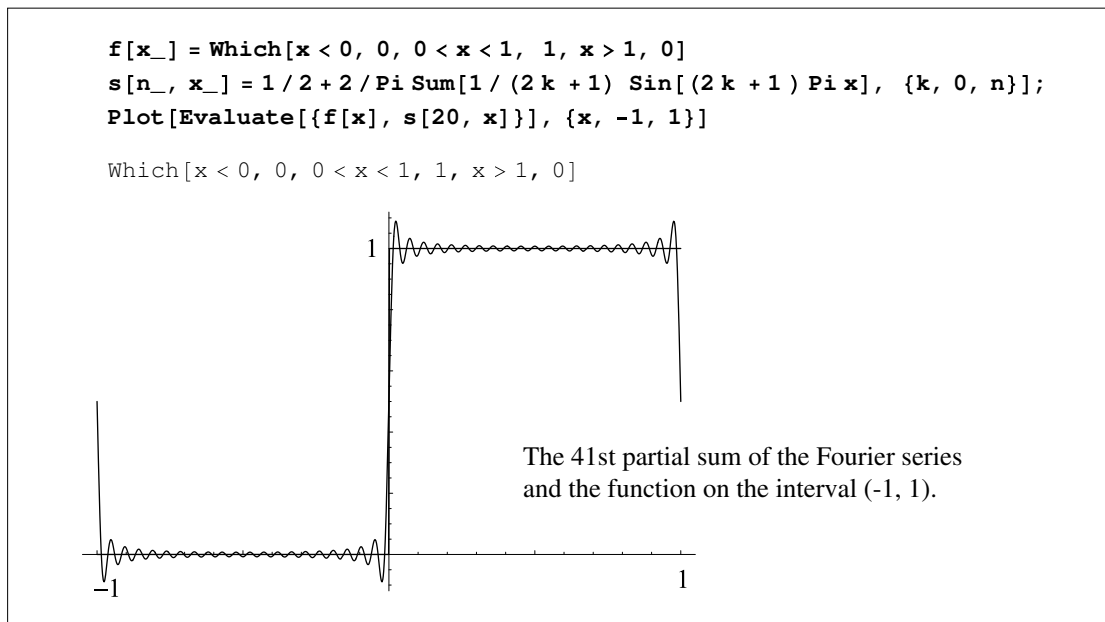 f[x_] = Which[x < 0, 0, 0 < x < 1, 1, x > 1, 0]
s[n_, x_] = 1 / 2 + 2 / Pi Sum[1 / (2 k + 1) Sin[(2 k + 1) Pi x], {k, 0, n}];
Plot[Evaluate[{f[x], s[20, x]}], {x, -1, 1}]
Which[x < 0, 0, 0 < x < 1, 1, x > 1, 0]
1
The 41st partial sum of the Fourier series
and the function on the interval (-1, 1).
−1
1